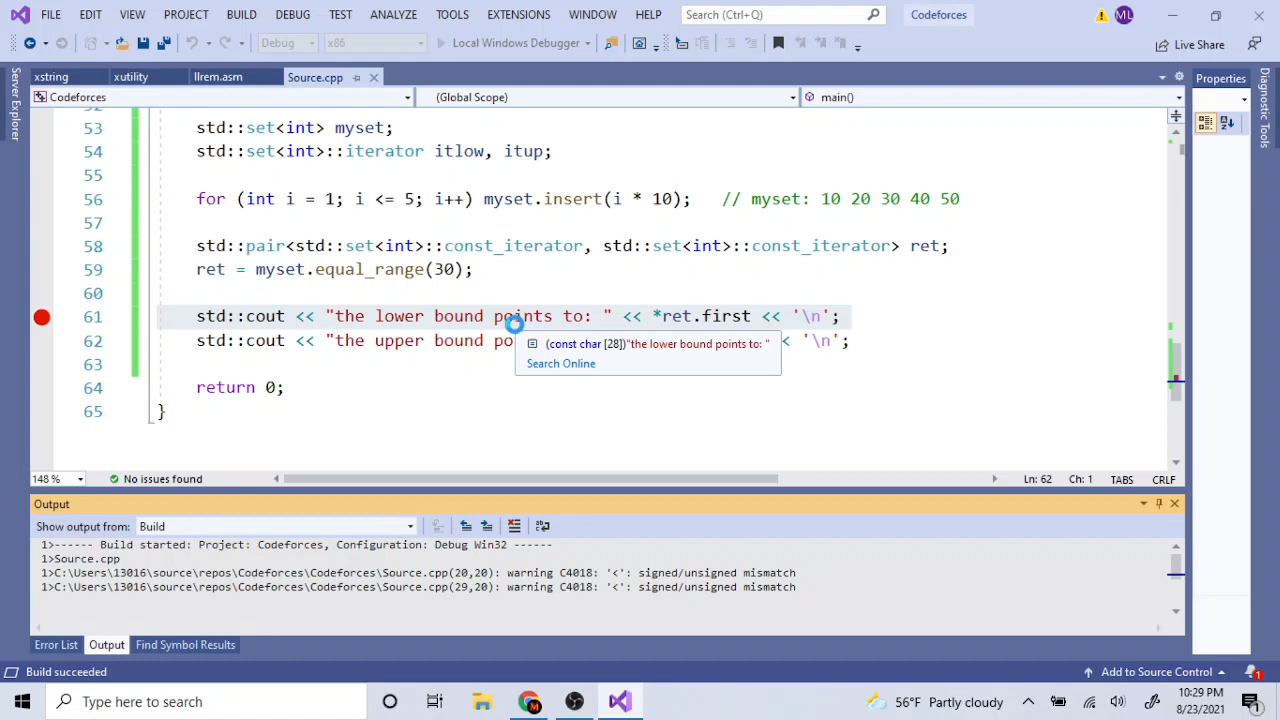 FILE EDIT VIEW PROJECT BUILD DEBUG TEST ANALYZE TOOLS EXTENSIONS WINDOW HELP Search (Ctrl+Q) Codeforces ML
Debug x86 Local Windows Debugger Live Share
xstring xutility llrem.asm Source.cpp
Properties
Server Explorer
Diagnostic Tools
Codeforces (Global Scope) main()
53 std::set<int> myset;
54 std::set<int>::iterator itlow, itup;
55
56 for (int i = 1; i <= 5; i++) myset.insert(i * 10); // myset: 10 20 30 40 50
57
58 std::pair<std::set<int>::const_iterator, std::set<int>::const_iterator> ret;
59 ret = myset.equal_range(30);
60
61 std::cout << "the lower bound points to: " << *ret.first << '\n';
62 std::cout << "the upper bound po < '\n';
(const char [28])"the lower bound points to: "
Search Online
63
64 return 0;
65 }
148 % No issues found Ln: 62 Ch: 1 TABS CRLF
Output
Show output from: Build
1>------ Build started: Project: Codeforces, Configuration: Debug Win32 ------
1>Source.cpp
1>C:\Users\13016\source\repos\Codeforces\Codeforces\Source.cpp(20,20): warning C4018: '<': signed/unsigned mismatch
1>C:\Users\13016\source\repos\Codeforces\Codeforces\Source.cpp(29,20): warning C4018: '<': signed/unsigned mismatch
Error List Output Find Symbol Results
Build succeeded Add to Source Control 1
Type here to search 56°F Partly cloudy 10:29 PM
8/23/2021 1